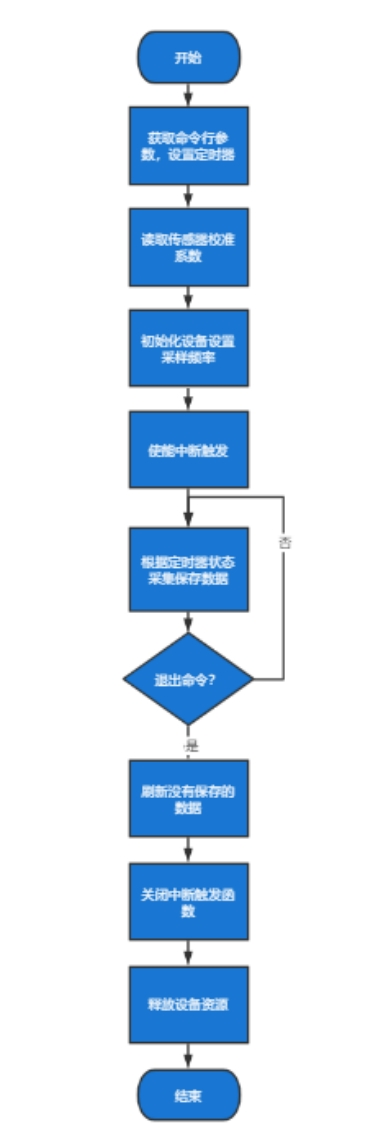 开始
获取命令行参
数，设置定时器
读取传感器校准
系数
初始化设备设置
采样频率
使能中断触发
根据定时器状态
采集保存数据
否
退出命令?
是
刷新没有保存的
数据
关闭中断触发函
数
释放设备资源
结束